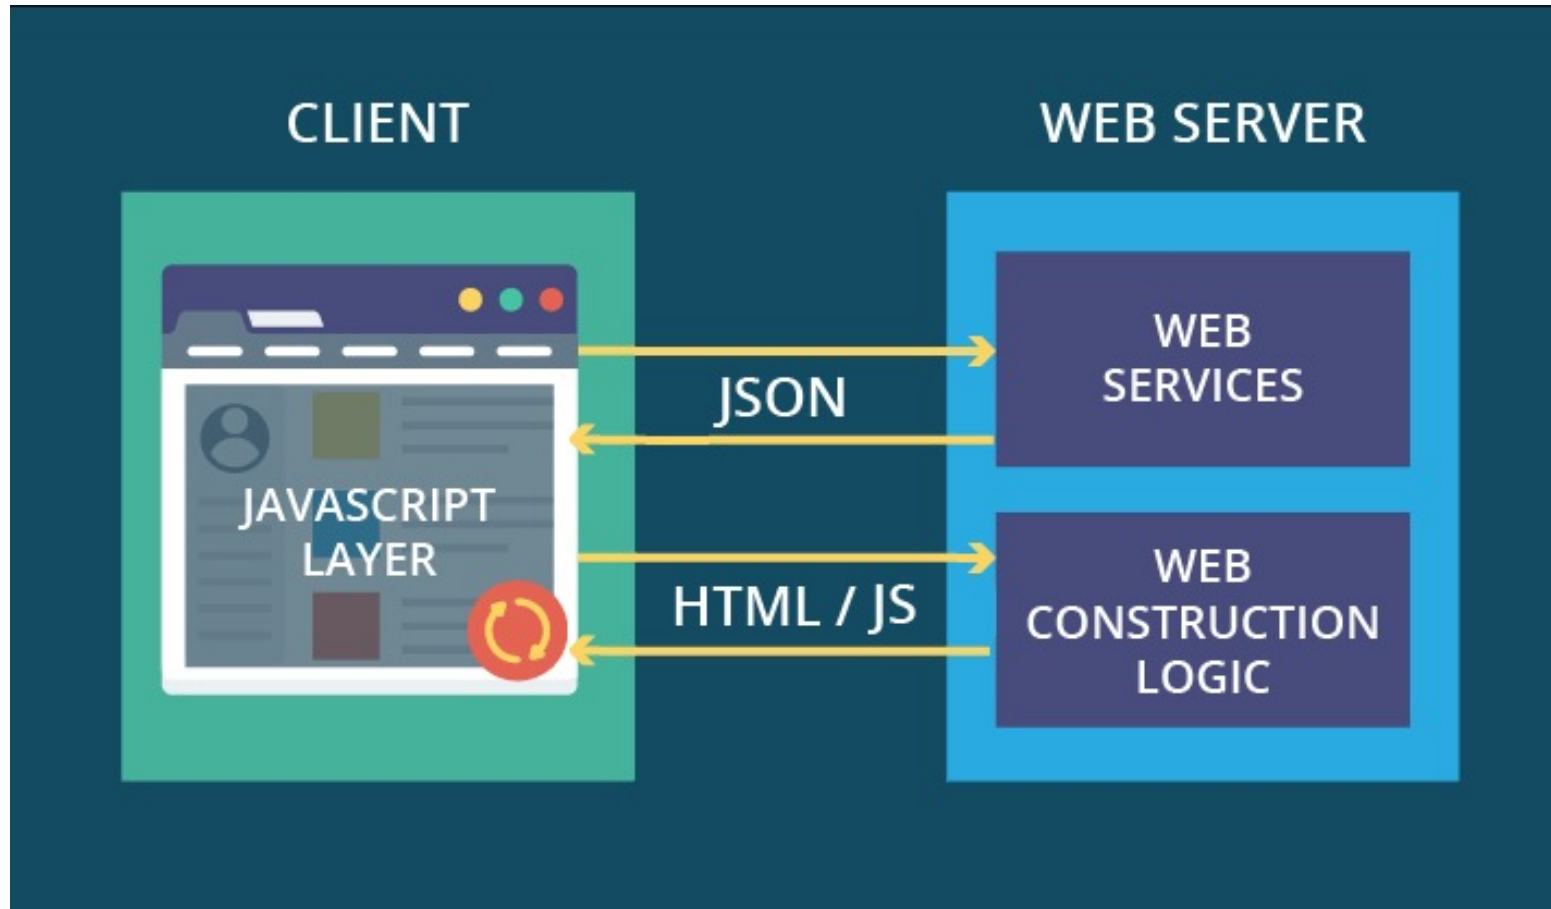 CLIENT
WEB SERVER
JAVASCRIPT
LAYER
JSON
HTML / JS
WEB
SERVICES
WEB
CONSTRUCTION
LOGIC